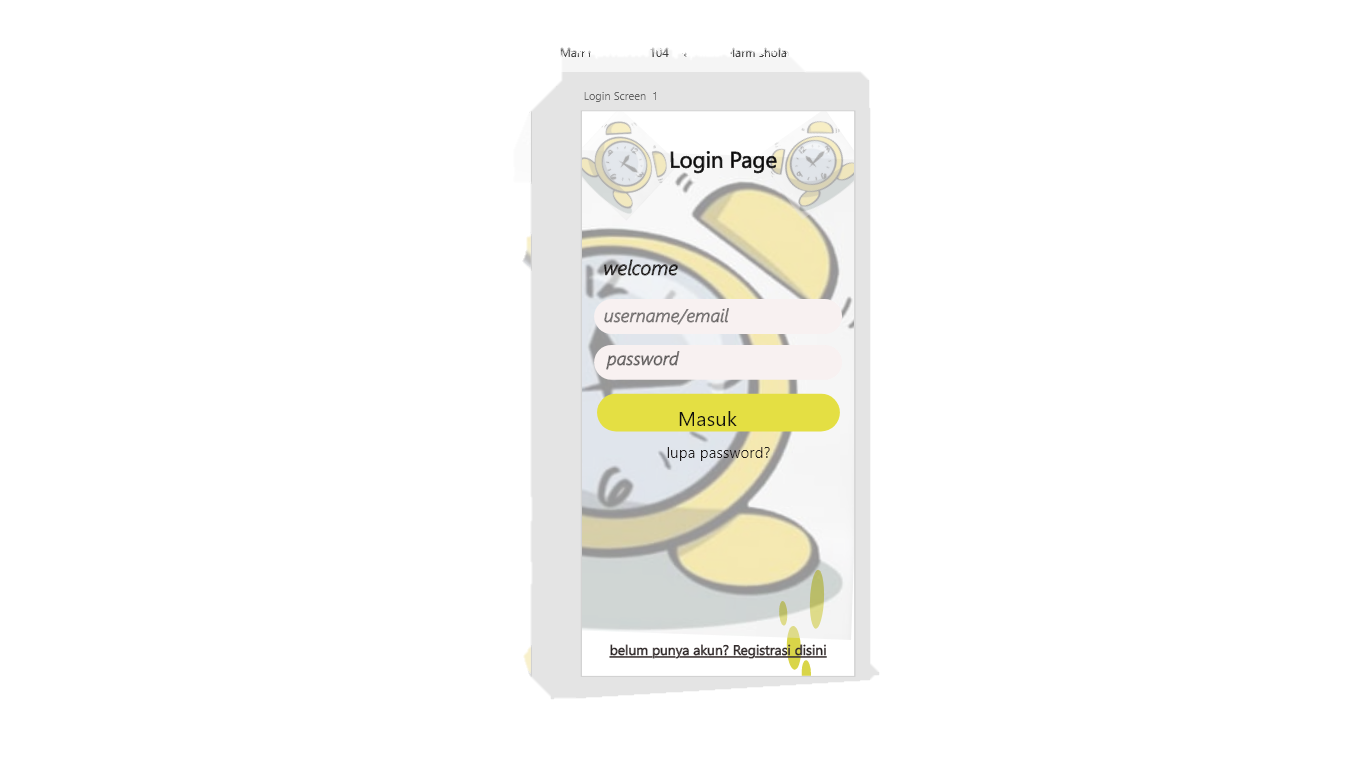 104
Login Screen 1
Login Page
welcome
username/email
password
Masuk
lupa password?
belum punya akun? Registrasi disini